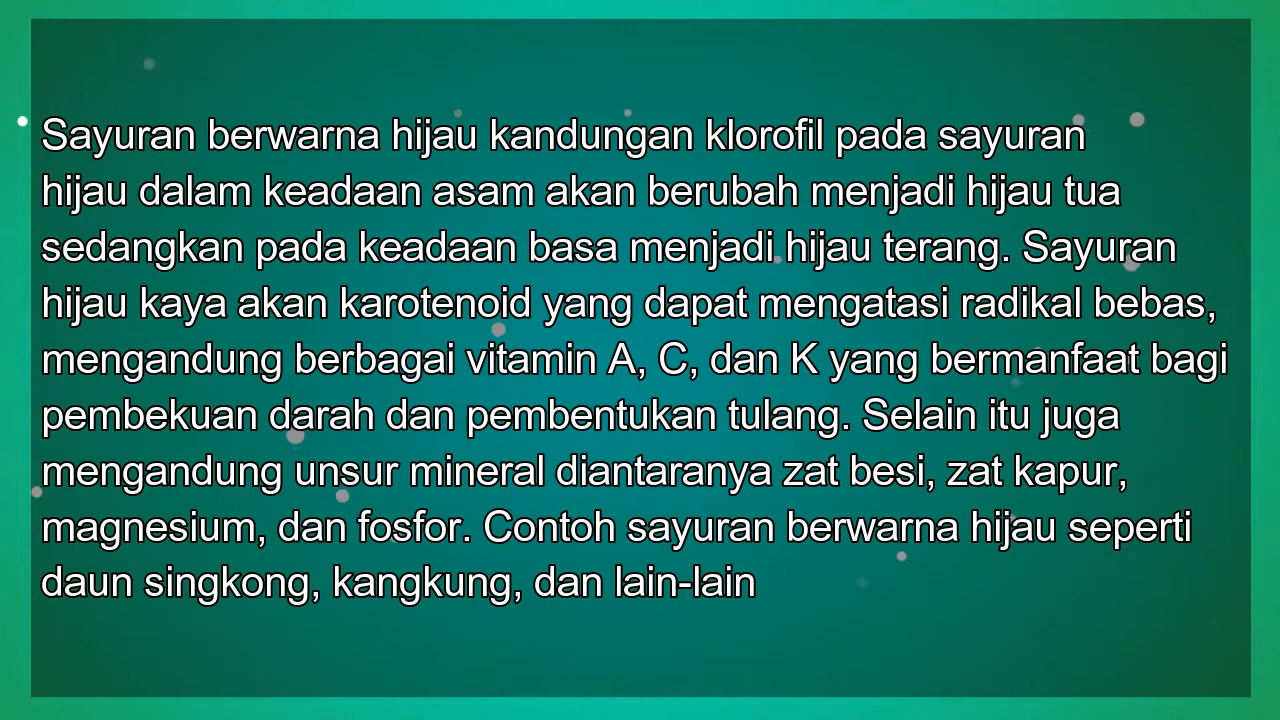 Sayuran berwarna hijau kandungan klorofil pada sayuran
hijau dalam keadaan asam akan berubah menjadi hijau tua
sedangkan pada keadaan basa menjadi hijau terang. Sayuran
hijau kaya akan karotenoid yang dapat mengatasi radikal bebas,
mengandung berbagai vitamin A, C, dan K yang bermanfaat bagi
pembekuan darah dan pembentukan tulang. Selain itu juga
mengandung unsur mineral diantaranya zat besi, zat kapur,
magnesium, dan fosfor. Contoh sayuran berwarna hijau seperti
daun singkong, kangkung, dan lain-lain